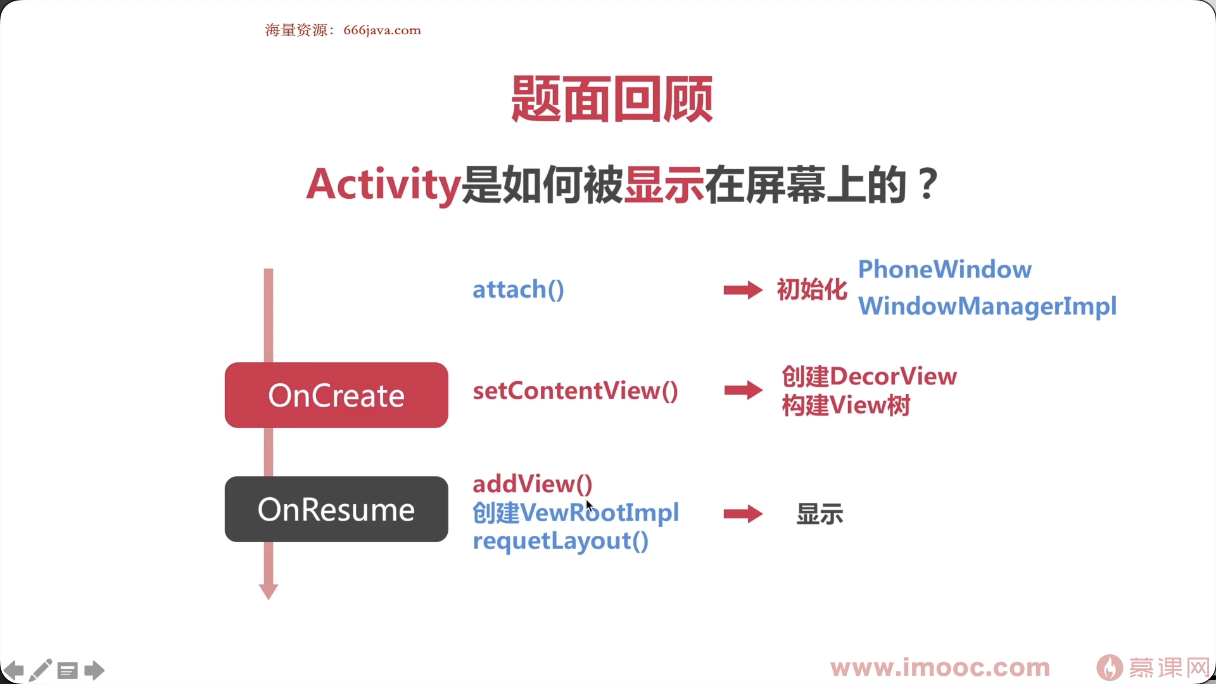 海量资源：666java.com
题面回顾
Activity是如何被显示在屏幕上的？
attach()
初始化
PhoneWindow
WindowManagerImpl
OnCreate
setContentView()
创建DecorView
构建View树
OnResume
addView()
创建VewRootImpl
requetLayout()
显示
www.imooc.com
慕课网